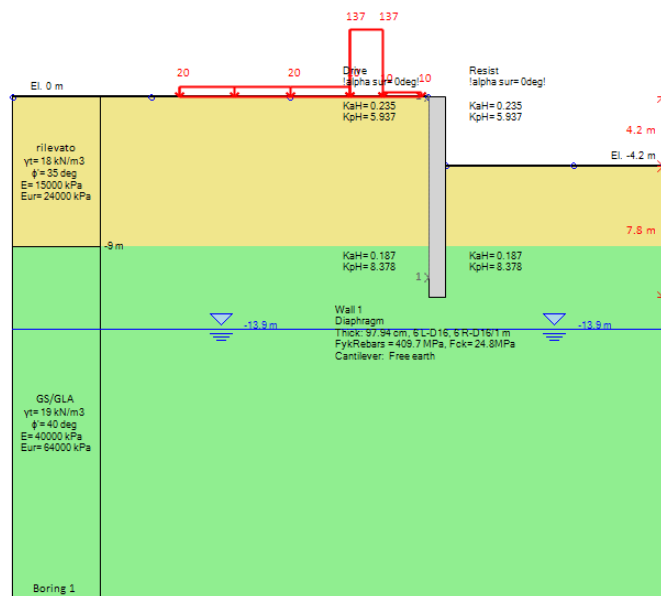 137 137
20 20 10 10 10
El. 0 m
Drive
!alpha sur= 0deg!
Resist
!alpha sur= 0deg!
1
KaH= 0.235
KpH= 5.937
KaH= 0.235
KpH= 5.937
4.2 m
El. -4.2 m
rilevato
γt= 18 kN/m3
ϕ'= 35 deg
E= 15000 kPa
Eur= 24000 kPa
7.8 m
-9 m
KaH= 0.187
KpH= 8.378
KaH= 0.187
KpH= 8.378
1
Wall 1
Diaphragm
Thick: 97.94 cm, 6 L-D16, 6 R-D16/1 m
FykRebars = 409.7 MPa, Fck= 24.8MPa
Cantilever: Free earth
-13.9 m
-13.9 m
GS/GLA
γt= 19 kN/m3
ϕ'= 40 deg
E= 40000 kPa
Eur= 64000 kPa
Boring 1